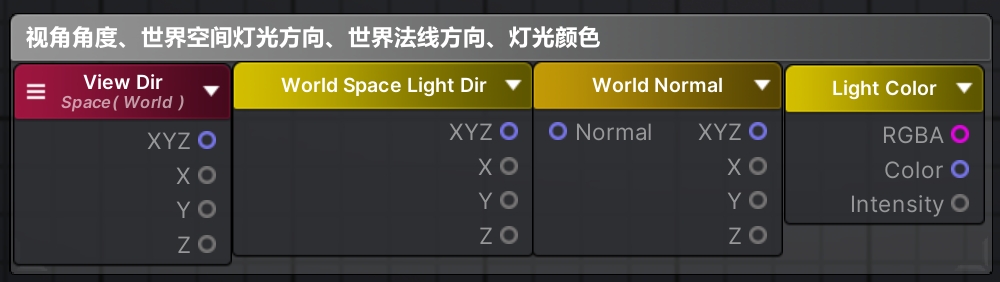 视角角度、世界空间灯光方向、世界法线方向、灯光颜色
View Dir
Space( World )
XYZ
X
Y
Z
World Space Light Dir
XYZ
X
Y
Z
World Normal
Normal XYZ
X
Y
Z
Light Color
RGBA
Color
Intensity